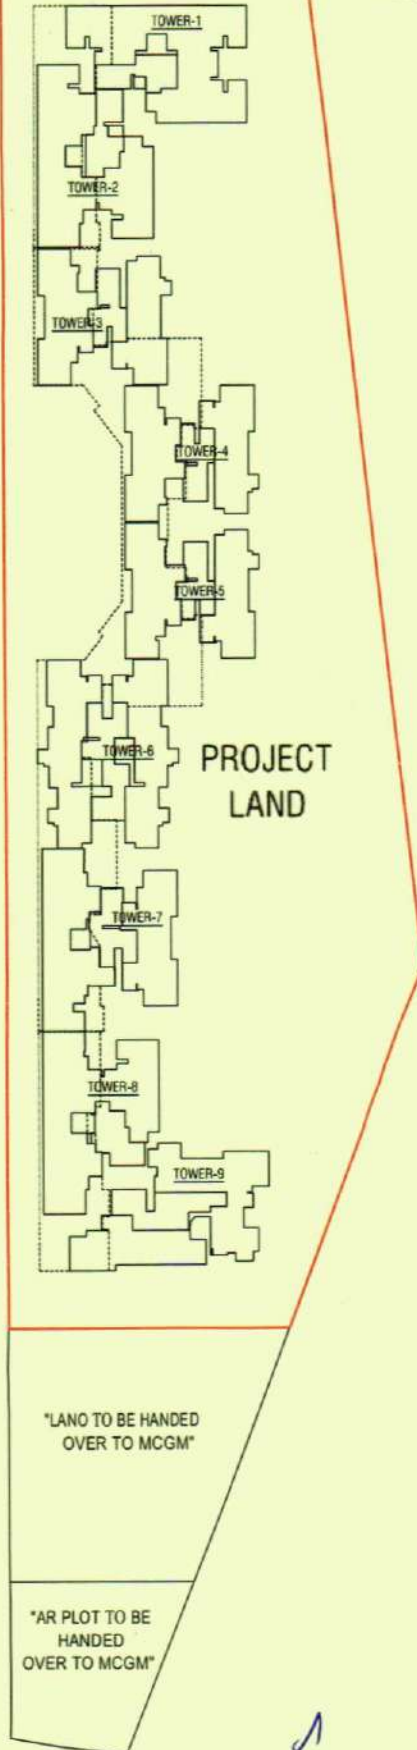 TOWER-1
TOWER-2
TOWER-3
TOWER-4
TOWER-5
TOWER-6
PROJECT
LAND
TOWER-7
TOWER-8
TOWER-9
"LANO TO BE HANDED
OVER TO MCGM"
"AR PLOT TO BE
HANDED
OVER TO MCGM"